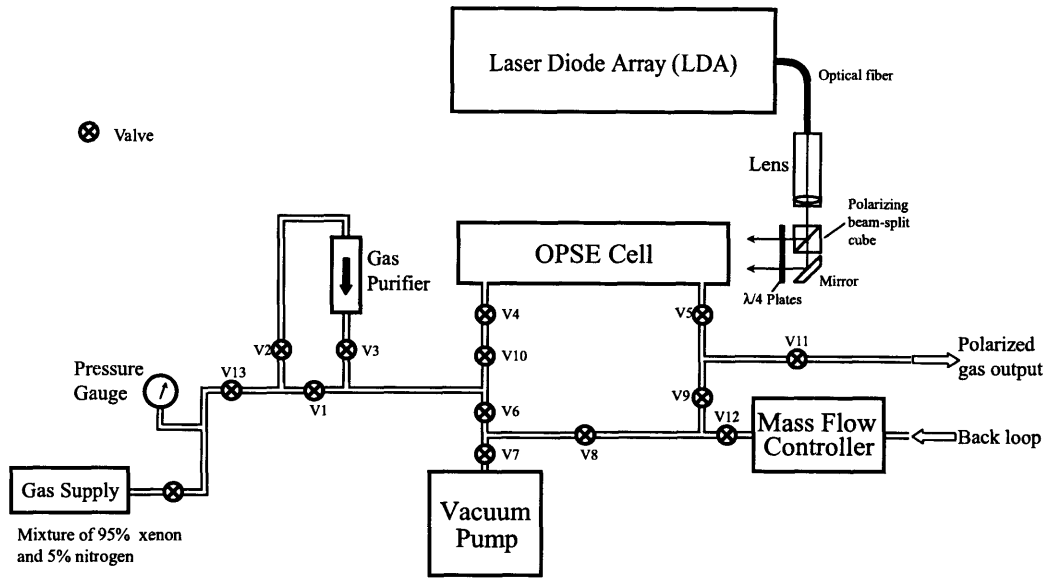 Laser Diode Array (LDA)
Optical fiber
Valve
Lens
Polarizing
beam-split
cube
OPSE Cell
Gas
Purifier
λ/4 Plates
Mirror
V4
V5
V2
V3
V10
V11
Polarized
gas output
Pressure
Gauge
V13
V1
V6
V9
V12
Mass Flow
Controller
Back loop
V7
V8
Gas Supply
Vacuum
Pump
Mixture of 95% xenon
and 5% nitrogen